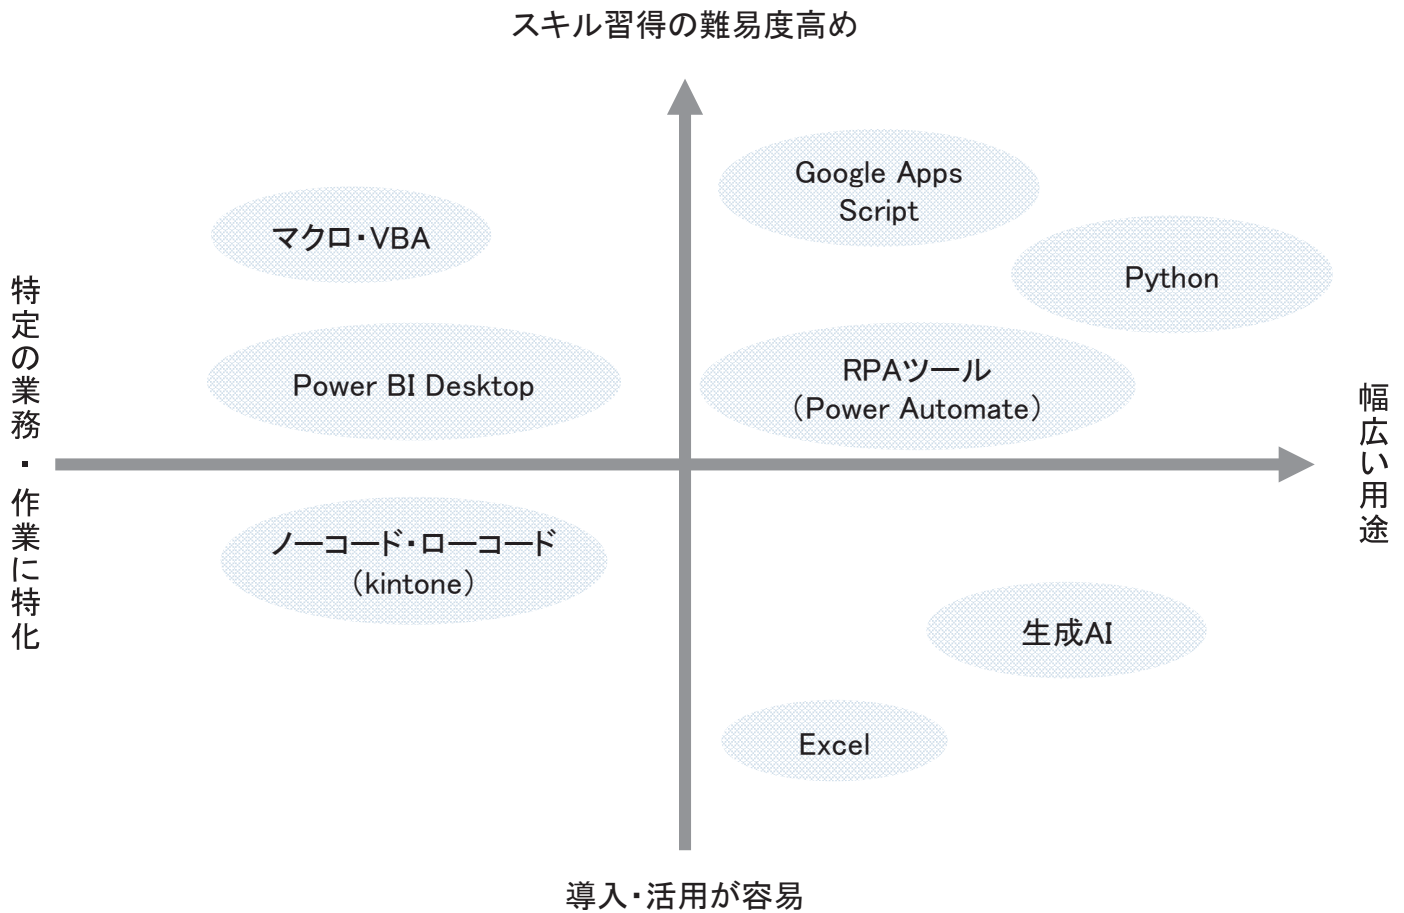 スキル習得の難易度高め
Google Apps
Script
マクロ・VBA
Python
特定の業務・作業に特化
Power BI Desktop
RPAツール
（Power Automate）
幅広い用途
ノーコード・ローコード
（kintone）
生成AI
Excel
導入・活用が容易